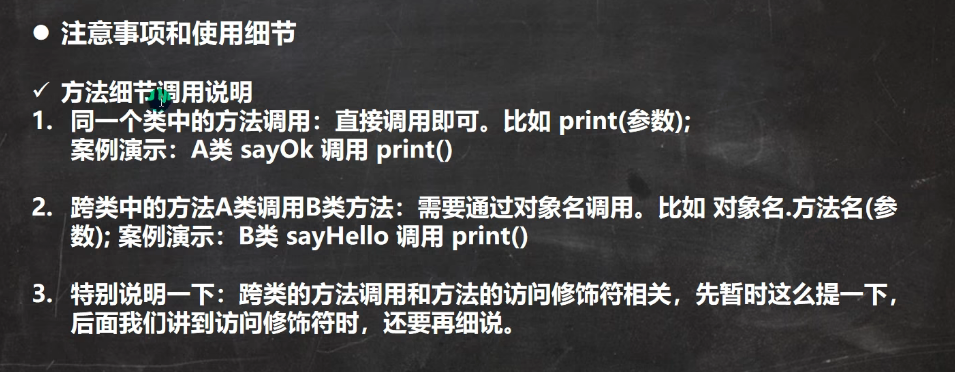 ● 注意事项和使用细节
✓ 方法细节调用说明
1. 同一个类中的方法调用：直接调用即可。比如 print(参数);
案例演示：A类 sayOk 调用 print()
2. 跨类中的方法A类调用B类方法：需要通过对象名调用。比如 对象名.方法名(参
数); 案例演示：B类 sayHello 调用 print()
3. 特别说明一下：跨类的方法调用和方法的访问修饰符相关，先暂时这么提一下，
后面我们讲到访问修饰符时，还要再细说。